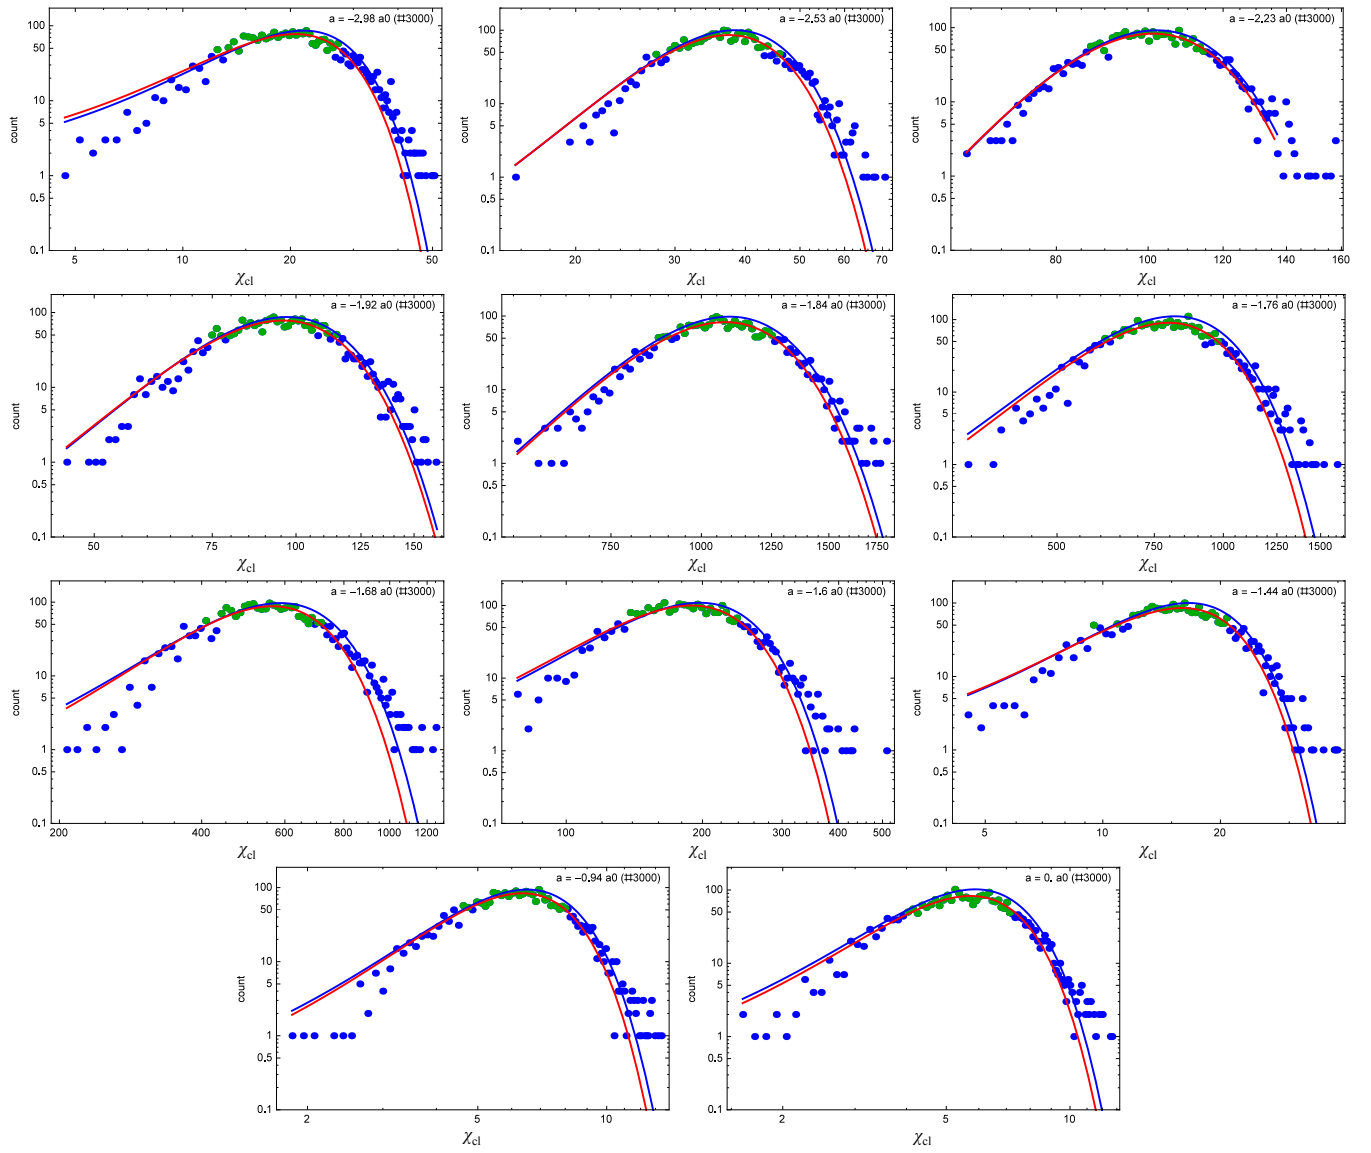 a = −2.98 a0 (#3000)
100
50
10
5
1
0.5
0.1
count
5 10 20 50
χcl
a = −2.53 a0 (#3000)
100
50
10
5
1
0.5
0.1
count
20 30 40 50 60 70
χcl
a = −2.23 a0 (#3000)
100
50
10
5
1
0.5
0.1
count
80 100 120 140 160
χcl
a = −1.92 a0 (#3000)
100
50
10
5
1
0.5
0.1
count
50 75 100 125 150
χcl
a = −1.84 a0 (#3000)
100
50
10
5
1
0.5
0.1
count
750 1000 1250 1500 1750
χcl
a = −1.76 a0 (#3000)
100
50
10
5
1
0.5
0.1
count
500 750 1000 1250 1500
χcl
a = −1.68 a0 (#3000)
100
50
10
5
1
0.5
0.1
count
200 400 600 800 1000 1200
χcl
a = −1.6 a0 (#3000)
100
50
10
5
1
0.5
0.1
count
100 200 300 400 500
χcl
a = −1.44 a0 (#3000)
100
50
10
5
1
0.5
0.1
count
5 10 20
χcl
a = −0.94 a0 (#3000)
100
50
10
5
1
0.5
0.1
count
2 5 10
χcl
a = 0. a0 (#3000)
100
50
10
5
1
0.5
0.1
count
2 5 10
χcl